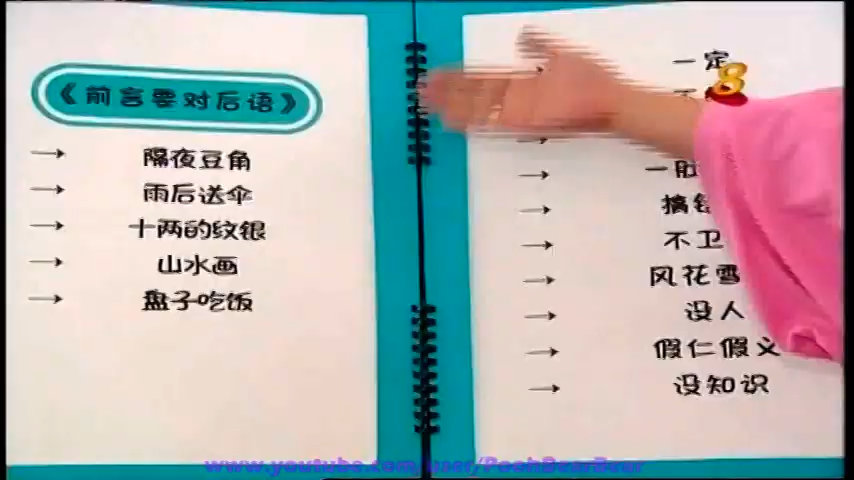 《前言要对后语》
隔夜豆角
雨后送伞
十两的纹银
山水画
盘子吃饭
一定
8
不
一肚
搞
不卫
风花雪
没人
假仁假义
没知识
www.youtube.com/user/PoohBearBear